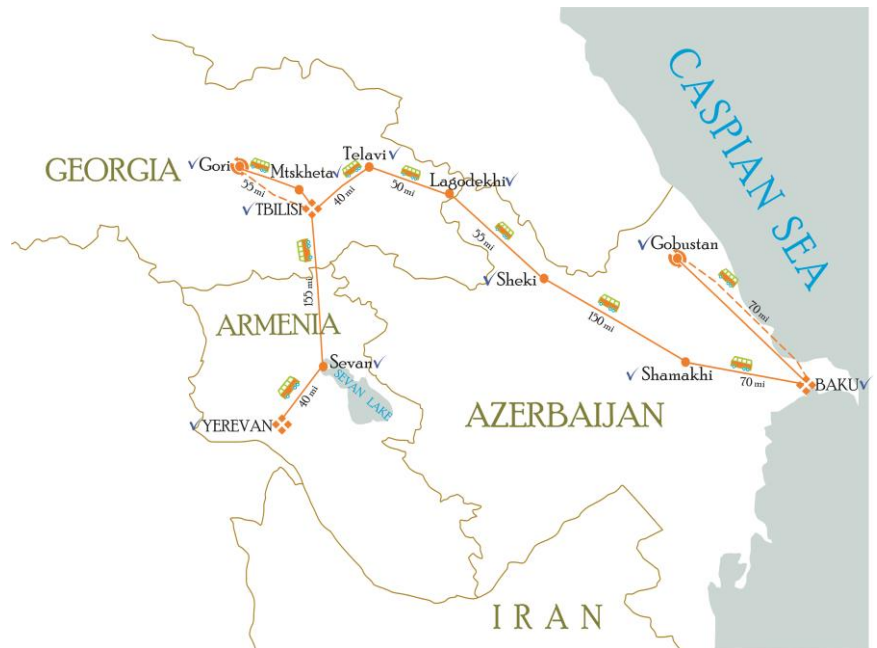 CASPIAN SEA
GEORGIA
Gori
Mtskheta
Telavi
55 mi
TBILISI
40 mi
50 mi
Lagodekhi
55 mi
Gobustan
Sheki
155 mi
70 mi
150 mi
ARMENIA
Sevan
SEVAN LAKE
40 mi
Shamakhi
70 mi
BAKU
YEREVAN
AZERBAIJAN
IRAN